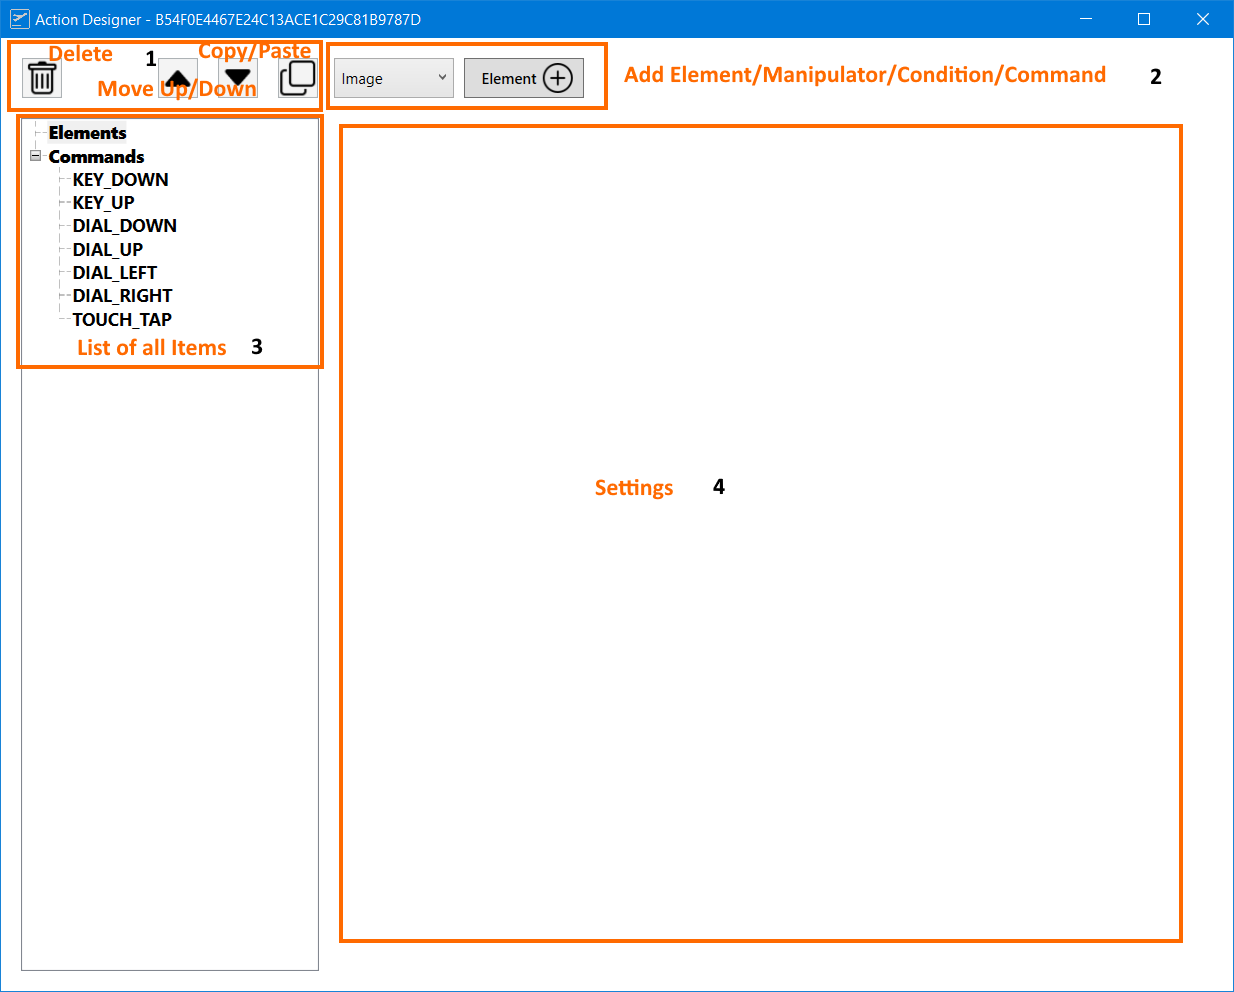 Action Designer - B54F0E4467E24C13ACE1C29C81B9787D
Delete
1
Copy/Paste
Move Up/Down
Image
Element
Add Element/Manipulator/Condition/Command
2
Elements
Commands
KEY_DOWN
KEY_UP
DIAL_DOWN
DIAL_UP
DIAL_LEFT
DIAL_RIGHT
TOUCH_TAP
List of all Items 3
Settings 4